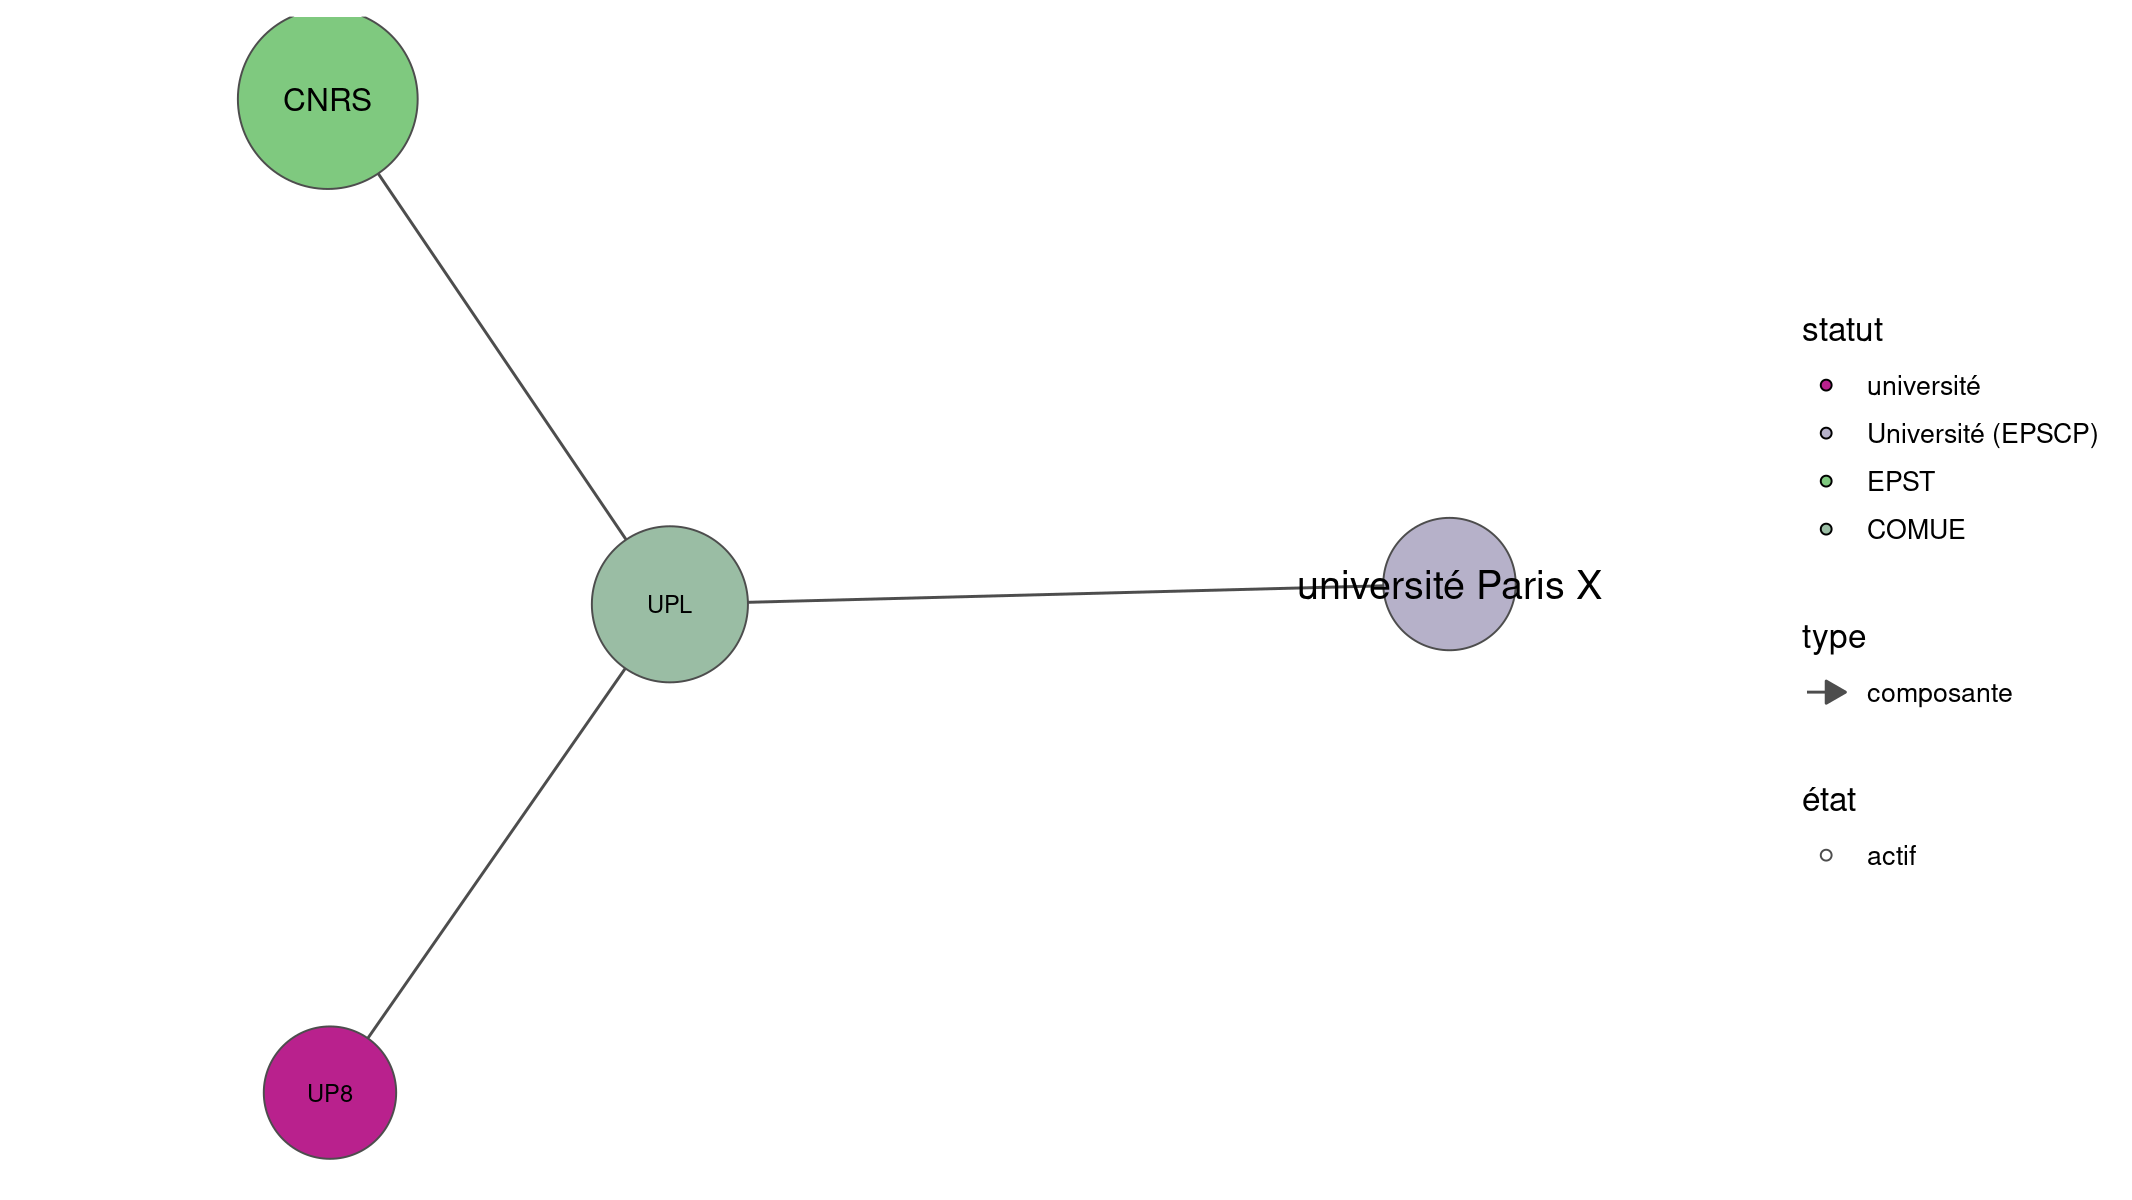 CNRS
UPL
université Paris X
UP8
statut
université
Université (EPSCP)
EPST
COMUE
type
composante
état
actif